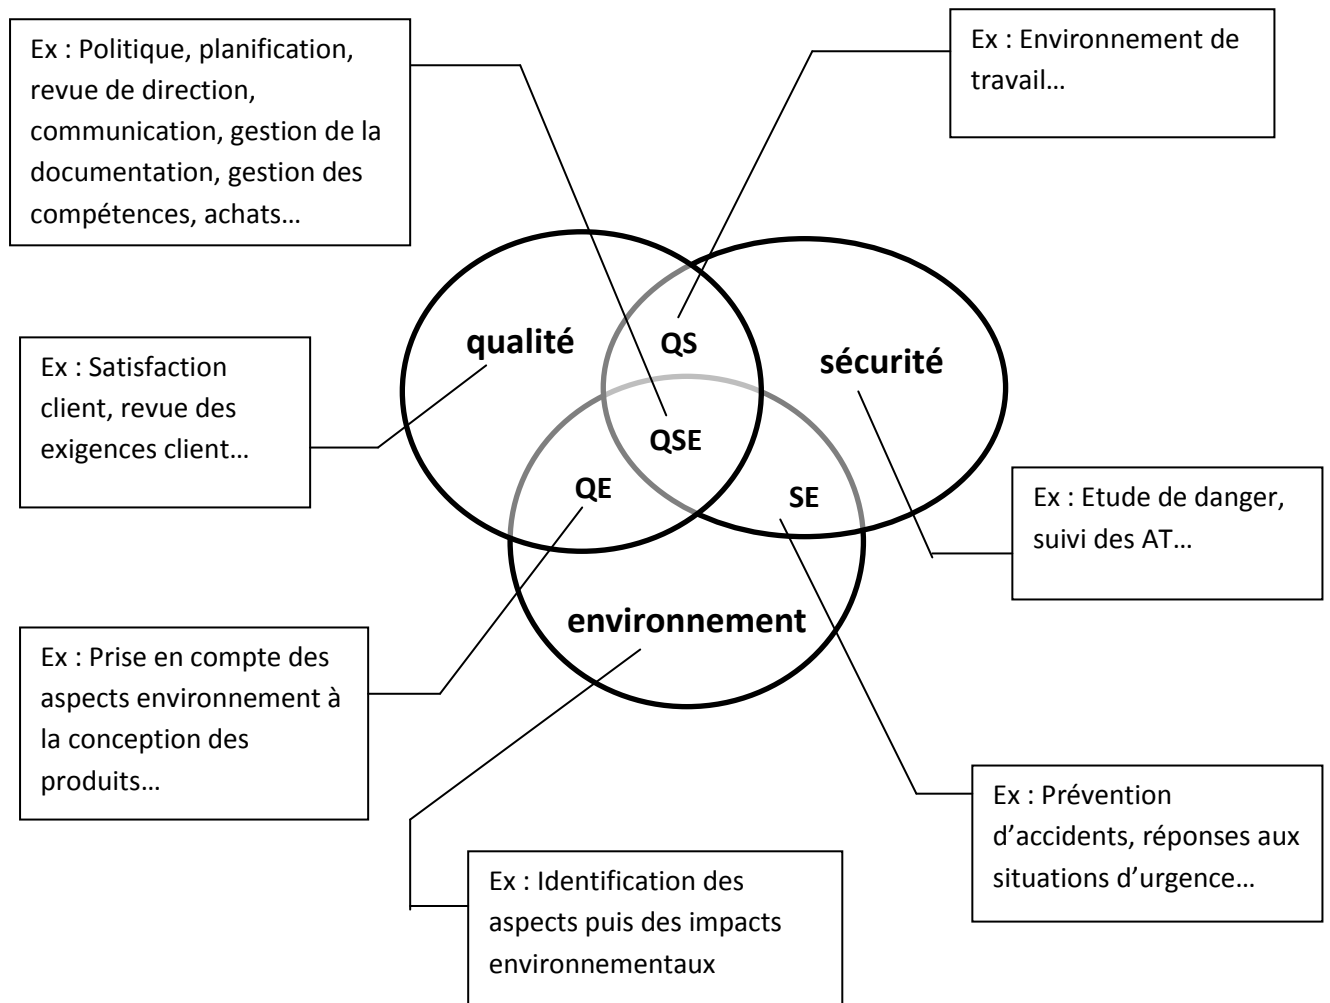 Ex : Politique, planification,
revue de direction,
communication, gestion de la
documentation, gestion des
compétences, achats…
Ex : Environnement de
travail…
qualité
QS
sécurité
Ex : Satisfaction
client, revue des
exigences client…
QSE
QE
SE
Ex : Etude de danger,
suivi des AT…
environnement
Ex : Prise en compte des
aspects environnement à
la conception des
produits…
Ex : Prévention
d’accidents, réponses aux
situations d’urgence…
Ex : Identification des
aspects puis des impacts
environnementaux